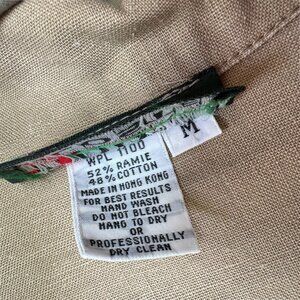 M
WPL 1100
52% RAMIE
48% COTTON
MADE IN HONG KONG
FOR BEST RESULTS
HAND WASH
DO NOT BLEACH
HANG TO DRY
OR
PROFESSIONALLY
DRY CLEAN